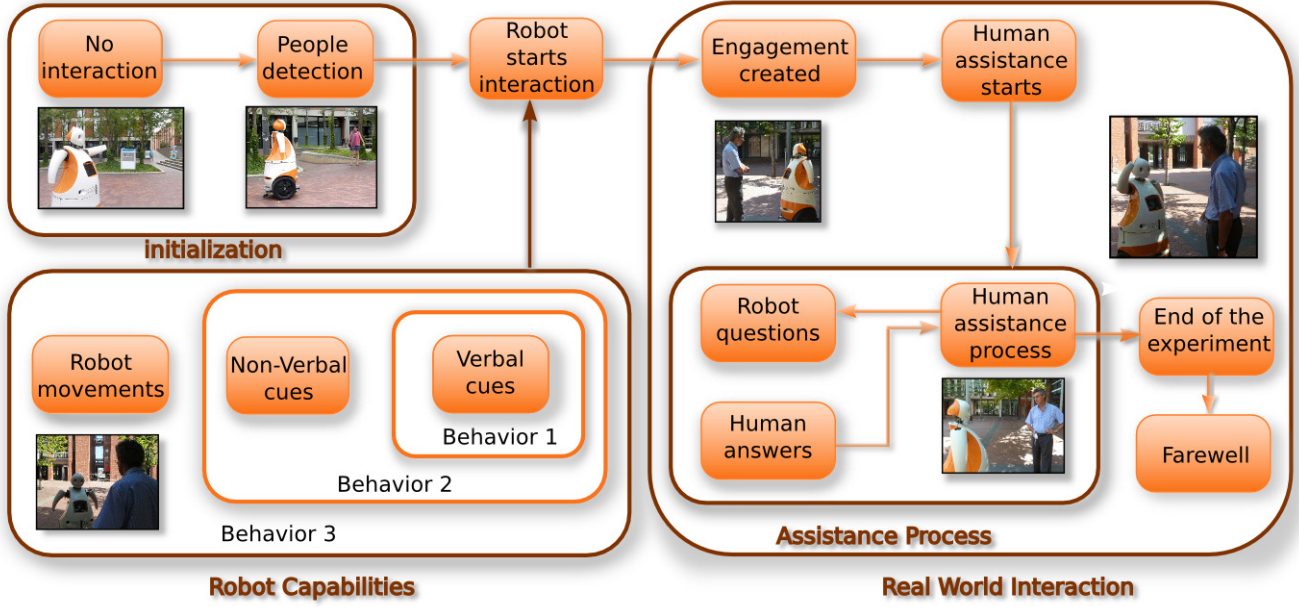 No
interaction
People
detection
Robot
starts
interaction
Engagement
created
Human
assistance
starts
initialization
Robot
movements
Non-Verbal
cues
Verbal
cues
Behavior 1
Behavior 2
Behavior 3
Robot Capabilities
Robot
questions
Human
assistance
process
End of the
experiment
Human
answers
Farewell
Assistance Process
Real World Interaction